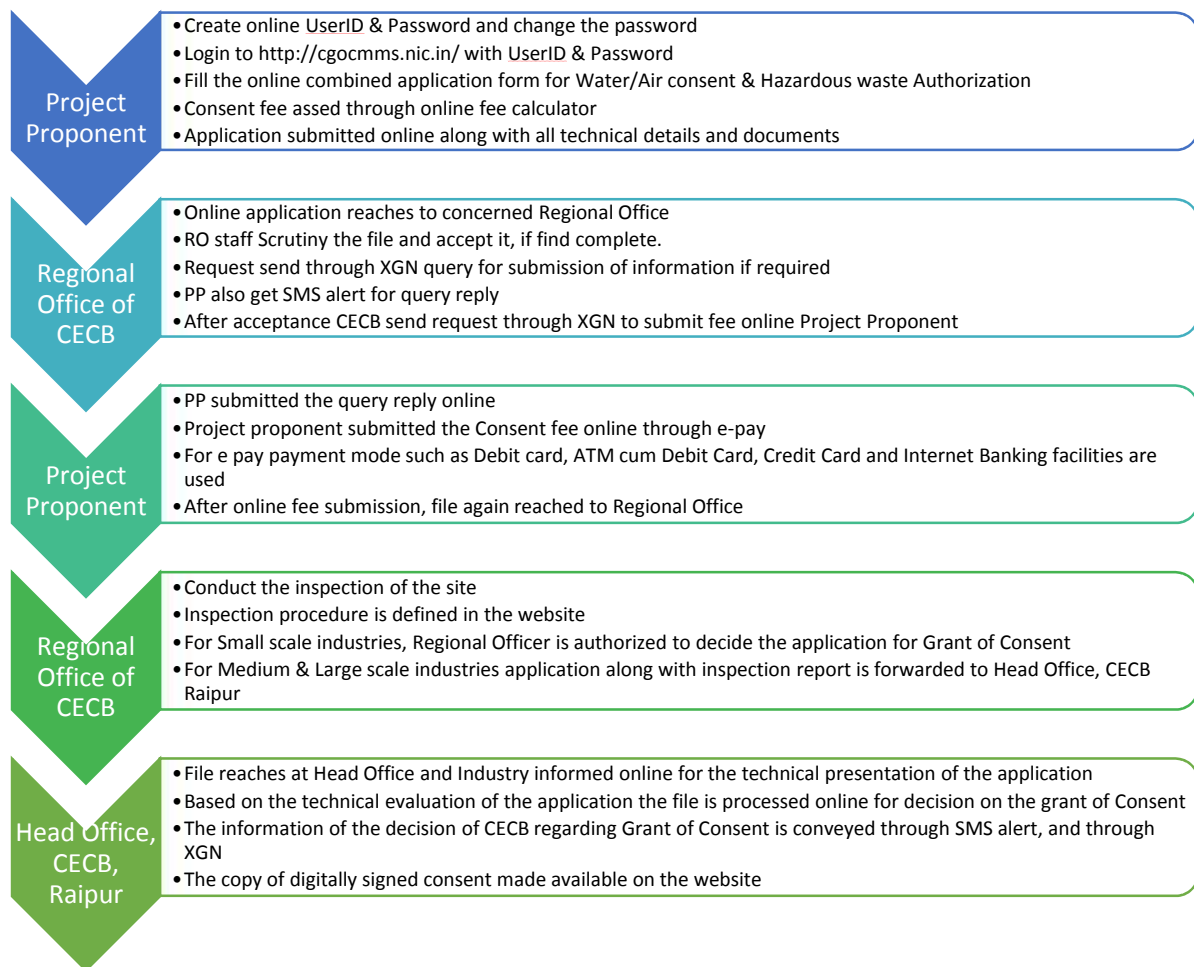 Project
Proponent
•Create online UserID & Password and change the password
•Login to http://cgocmms.nic.in/ with UserID & Password
•Fill the online combined application form for Water/Air consent & Hazardous waste Authorization
•Consent fee assed through online fee calculator
•Application submitted online along with all technical details and documents
Regional
Office of
CECB
•Online application reaches to concerned Regional Office
•RO staff Scrutiny the file and accept it, if find complete.
•Request send through XGN query for submission of information if required
•PP also get SMS alert for query reply
•After acceptance CECB send request through XGN to submit fee online Project Proponent
Project
Proponent
•PP submitted the query reply online
•Project proponent submitted the Consent fee online through e-pay
•For e pay payment mode such as Debit card, ATM cum Debit Card, Credit Card and Internet Banking facilities are
used
•After online fee submission, file again reached to Regional Office
Regional
Office of
CECB
•Conduct the inspection of the site
•Inspection procedure is defined in the website
•For Small scale industries, Regional Officer is authorized to decide the application for Grant of Consent
•For Medium & Large scale industries application along with inspection report is forwarded to Head Office, CECB
Raipur
Head Office,
CECB,
Raipur
•File reaches at Head Office and Industry informed online for the technical presentation of the application
•Based on the technical evaluation of the application the file is processed online for decision on the grant of Consent
•The information of the decision of CECB regarding Grant of Consent is conveyed through SMS alert, and through
XGN
•The copy of digitally signed consent made available on the website